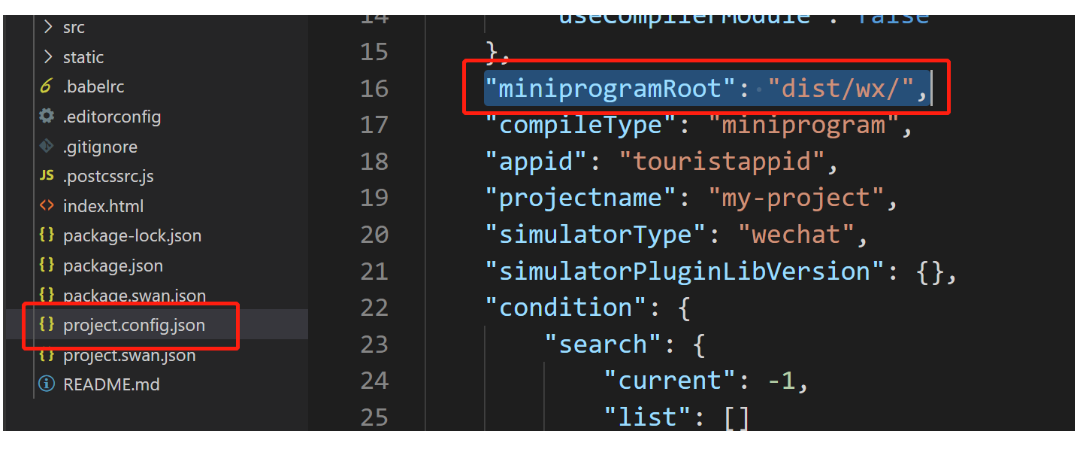 src
static
.babelrc
.editorconfig
.gitignore
JS .postcssrc.js
index.html
package-lock.json
package.json
package.swan.json
project.config.json
project.swan.json
README.md
14 "useCompilerModule": false
15 },
16 "miniprogramRoot": "dist/wx/",
17 "compileType": "miniprogram",
18 "appid": "touristappid",
19 "projectname": "my-project",
20 "simulatorType": "wechat",
21 "simulatorPluginLibVersion": {},
22 "condition": {
23 "search": {
24 "current": -1,
25 "list": []